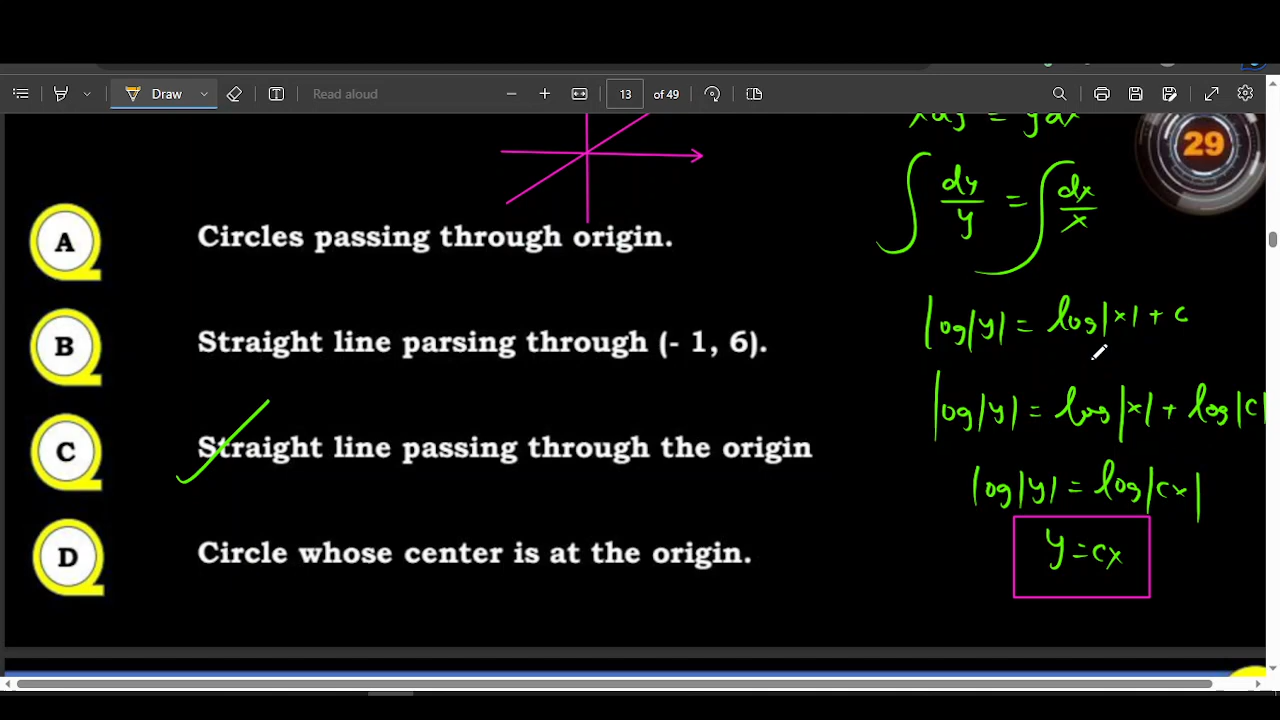 Draw
Read aloud
13 of 49
xdy = ydx
29
∫ dy/y = ∫ dx/x
A Circles passing through origin.
log|y| = log|x| + c
B Straight line parsing through (- 1, 6).
log|y| = log|x| + log|c|
C Straight line passing through the origin
log|y| = log|cx|
D Circle whose center is at the origin.
y = cx